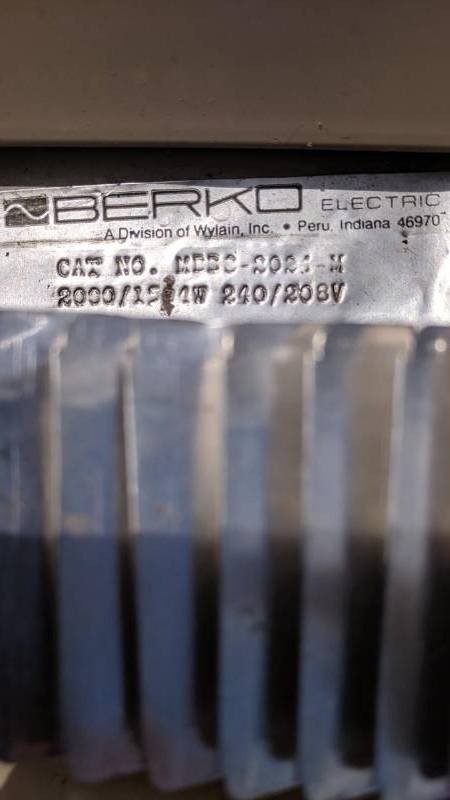 BERKO ELECTRIC
A Division of Wylain, Inc. • Peru, Indiana 46970
CAT NO.
240/208V